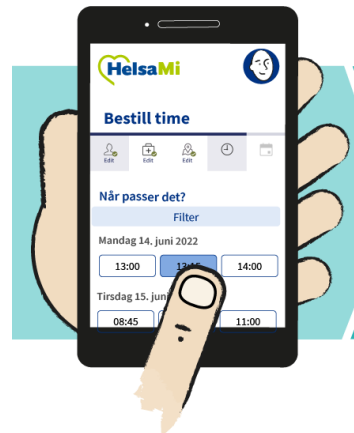 HelsaMi
Bestill time
Edit Edit Edit
Når passer det?
Filter
Mandag 14. juni 2022
13:00 14:00
Tirsdag 15. juni
08:45 11:00